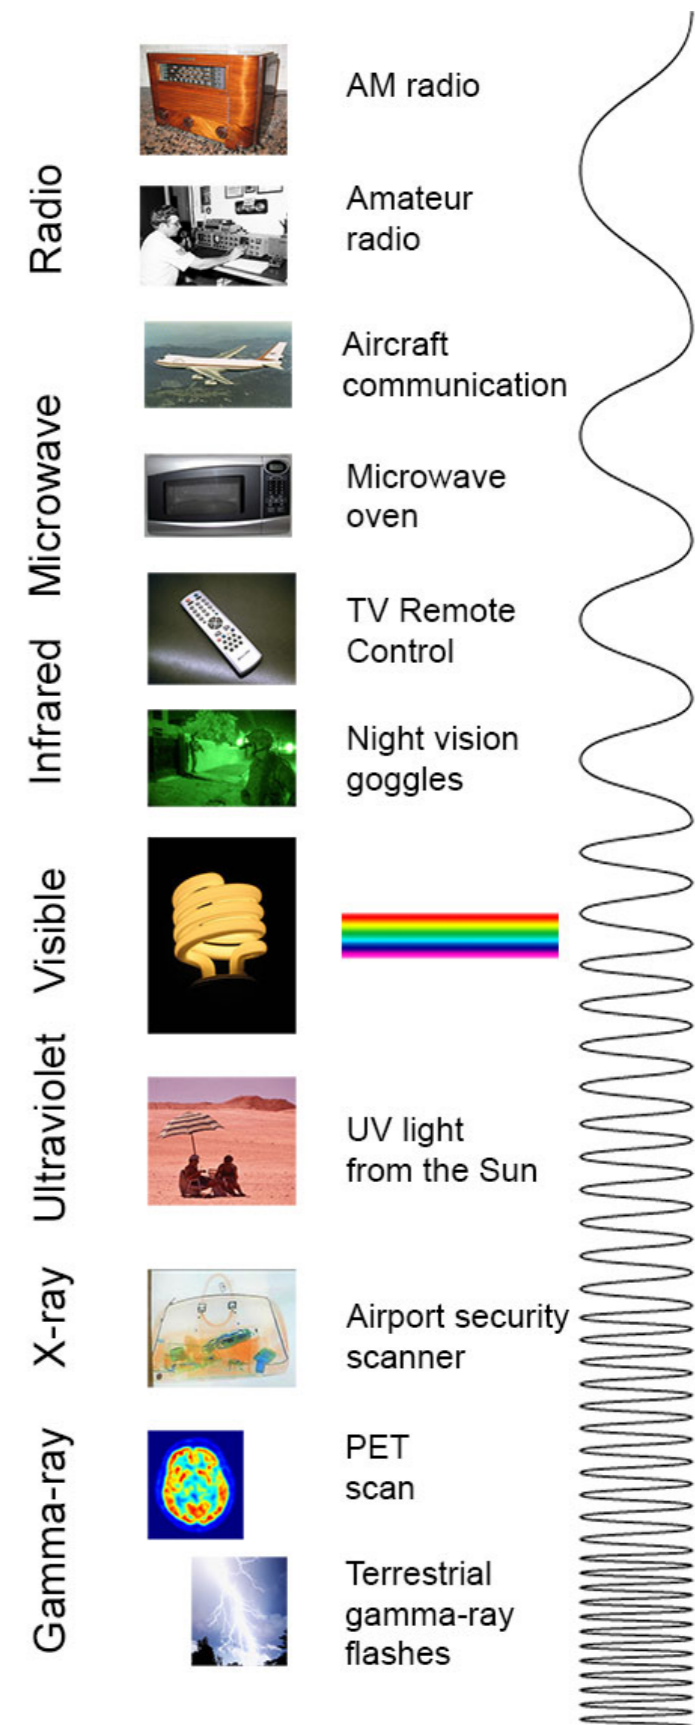 Radio
AM radio
Amateur
radio
Aircraft
communication
Microwave
Microwave
oven
Infrared
TV Remote
Control
Night vision
goggles
Visible
Ultraviolet
UV light
from the Sun
X-ray
Airport security
scanner
Gamma-ray
PET
scan
Terrestrial
gamma-ray
flashes